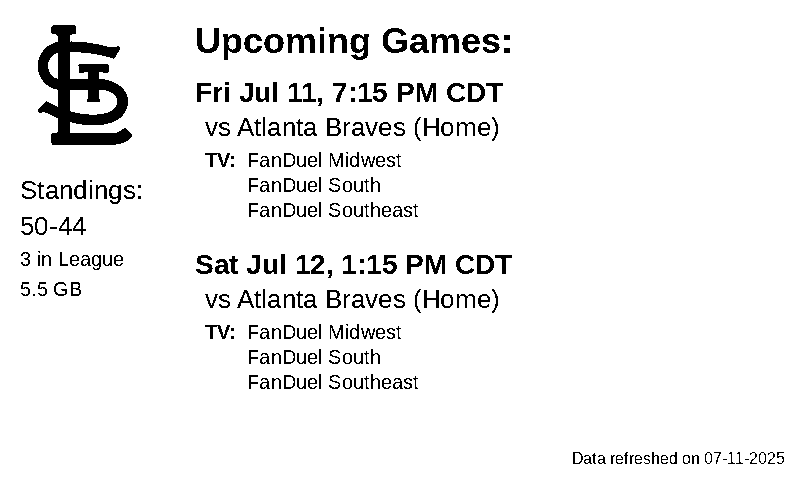 STL
Standings:
50-44
3 in League
5.5 GB
Upcoming Games:
Fri Jul 11, 7:15 PM CDT
vs Atlanta Braves (Home)
TV: FanDuel Midwest
FanDuel South
FanDuel Southeast
Sat Jul 12, 1:15 PM CDT
vs Atlanta Braves (Home)
TV: FanDuel Midwest
FanDuel South
FanDuel Southeast
Data refreshed on 07-11-2025